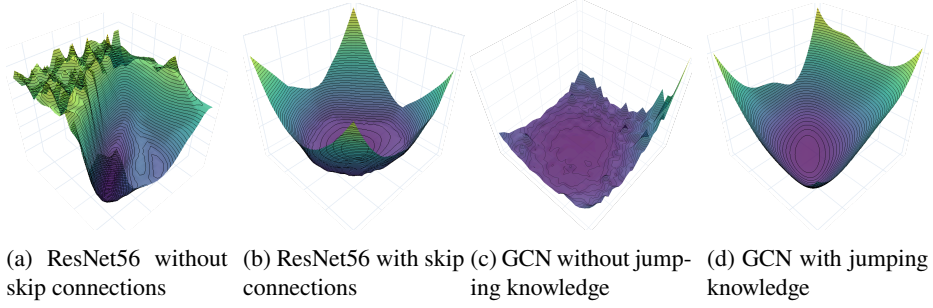 (a) ResNet56 without skip connections
(b) ResNet56 with skip connections
(c) GCN without jump-
ing knowledge
(d) GCN with jumping knowledge